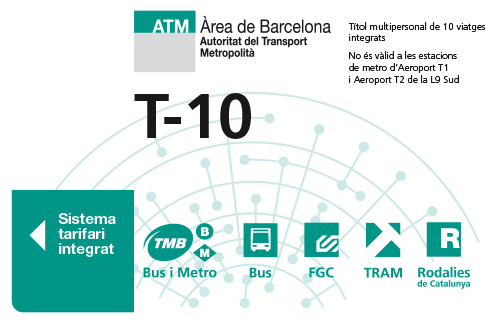 ATM
Àrea de Barcelona
Autoritat del Transport
Metropolità
Títol multipersonal de 10 viatges
integrats
No és vàlid a les estacions
de metro d'Aeroport T1
i Aeroport T2 de la L9 Sud
T-10
Sistema
tarifari
integrat
TMB
B
M
R
Bus i Metro
Bus
FGC
TRAM
Rodalies
de Catalunya